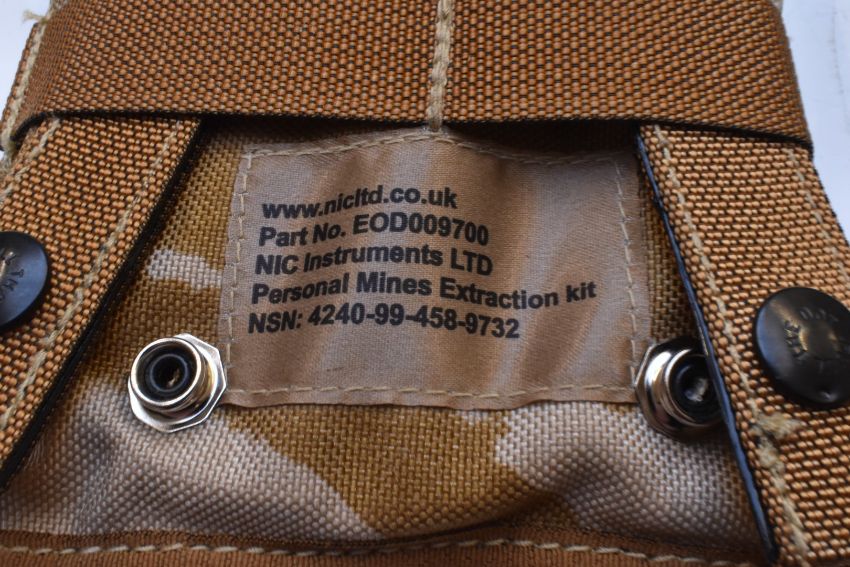 www.nicltd.co.uk
Part No. EOD009700
NIC Instruments LTD
Personal Mines Extraction kit
NSN: 4240-99-458-9732